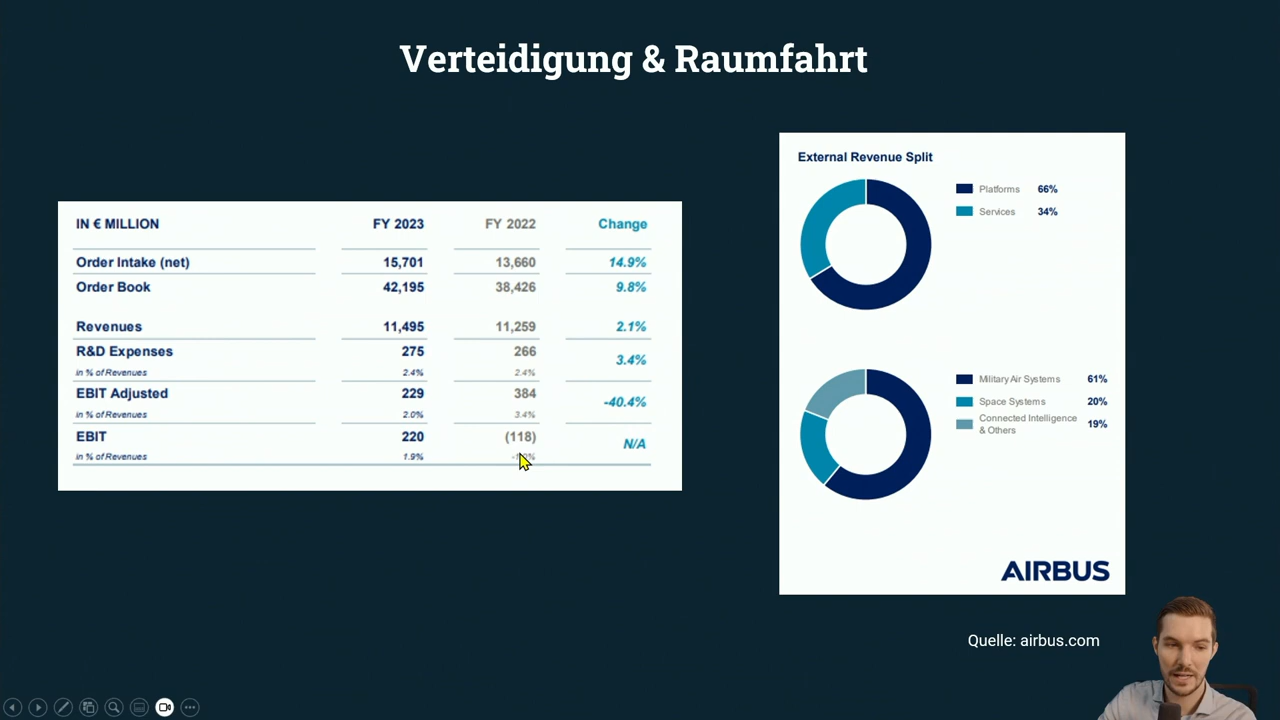 Verteidigung & Raumfahrt
IN € MILLION FY 2023 FY 2022 Change
Order Intake (net) 15,701 13,660 14.9%
Order Book 42,195 38,426 9.8%
Revenues 11,495 11,259 2.1%
R&D Expenses 275 266 3.4%
in % of Revenues 2.4% 2.4%
EBIT Adjusted 229 384 -40.4%
in % of Revenues 2.0% 3.4%
EBIT 220 (118) N/A
in % of Revenues 1.9%
External Revenue Split
Platforms 66%
Services 34%
Military Air Systems 61%
Space Systems 20%
Connected Intelligence
& Others 19%
AIRBUS
Quelle: airbus.com